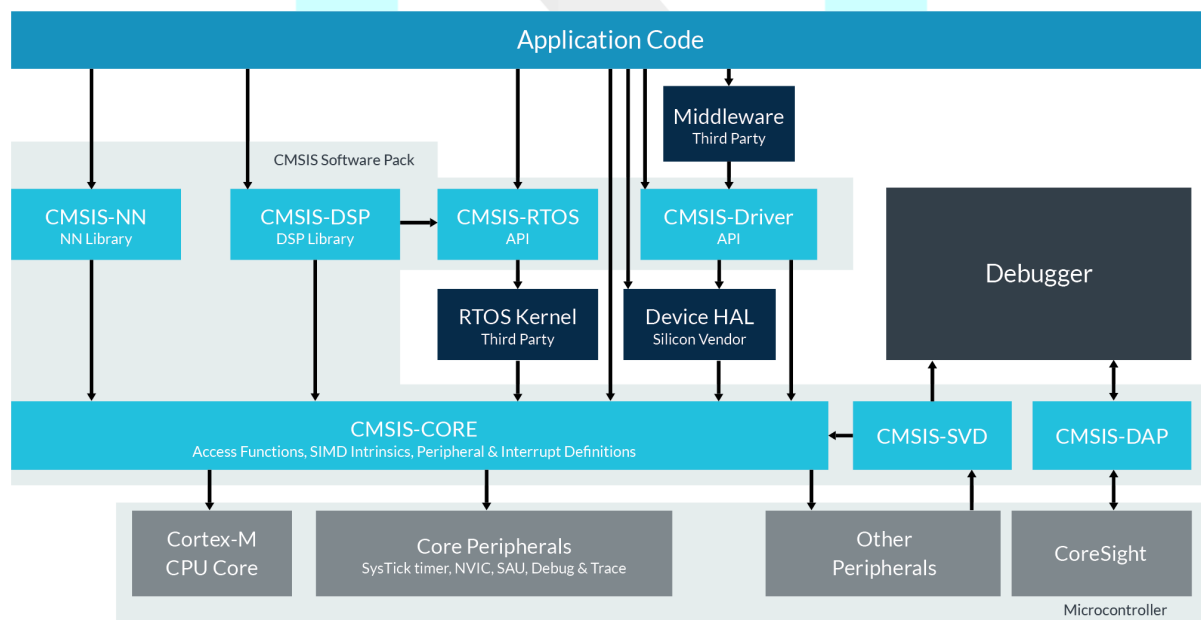 Application Code
Middleware
Third Party
CMSIS Software Pack
CMSIS-NN
NN Library
CMSIS-DSP
DSP Library
CMSIS-RTOS
API
CMSIS-Driver
API
Debugger
RTOS Kernel
Third Party
Device HAL
Silicon Vendor
CMSIS-CORE
Access Functions, SIMD Intrinsics, Peripheral & Interrupt Definitions
CMSIS-SVD
CMSIS-DAP
Cortex-M
CPU Core
Core Peripherals
SysTick timer, NVIC, SAU, Debug & Trace
Other
Peripherals
CoreSight
Microcontroller